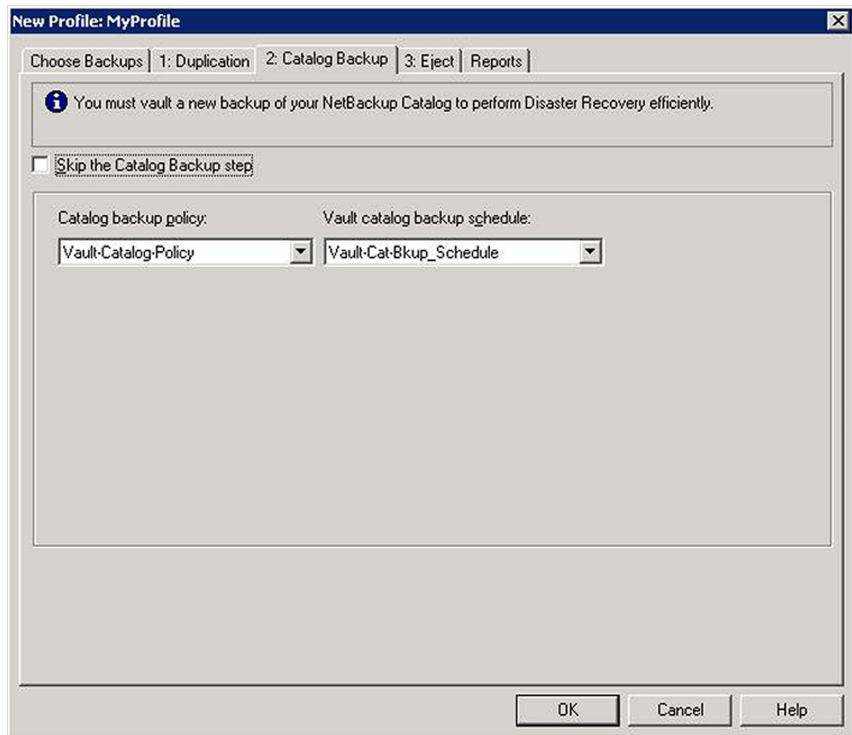 New Profile: MyProfile
Choose Backups 1: Duplication 2: Catalog Backup 3: Eject Reports
You must vault a new backup of your NetBackup Catalog to perform Disaster Recovery efficiently.
Skip the Catalog Backup step
Catalog backup policy: Vault catalog backup schedule:
Vault-Catalog-Policy Vault-Cat-Bkup_Schedule
OK Cancel Help